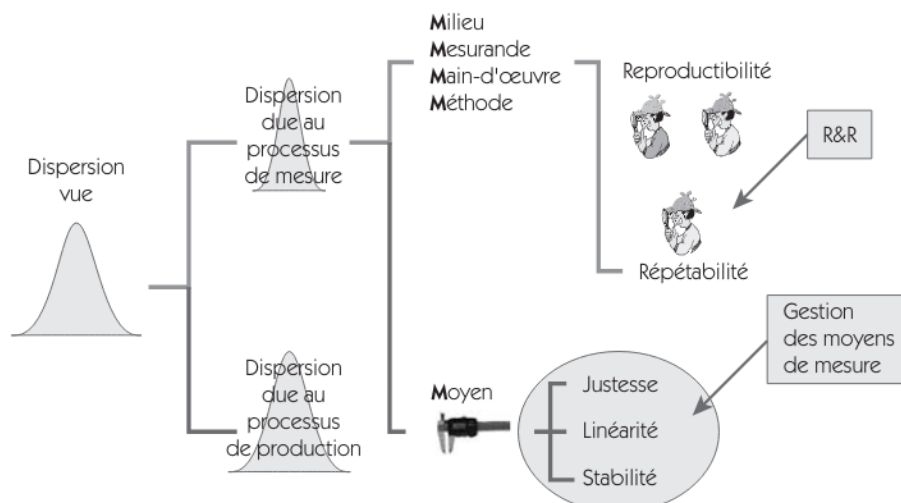 Dispersion
vue
Dispersion
due au
processus
de mesure
Dispersion
due au
processus
de production
Milieu
Mesurande
Main-d'œuvre
Méthode
Moyen
Reproductibilité
Répétabilité
R&R
Justesse
Linéarité
Stabilité
Gestion
des moyens
de mesure